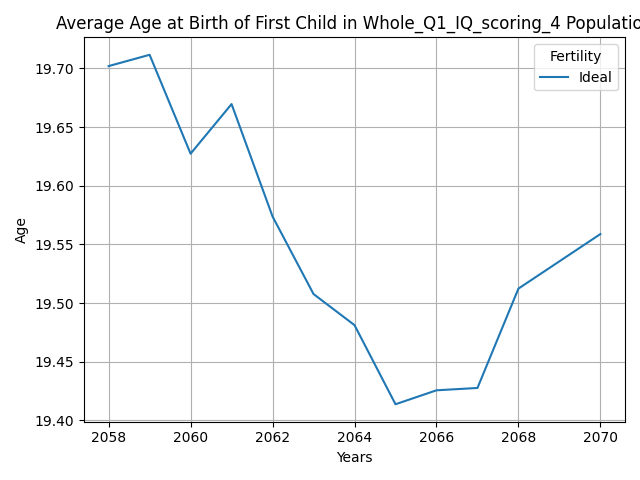 Average Age at Birth of First Child in Whole_Q1_IQ_scoring_4 Populatio
Fertility
Ideal
19.70
19.65
19.60
19.55
19.50
19.45
19.40
Age
2058 2060 2062 2064 2066 2068 2070
Years